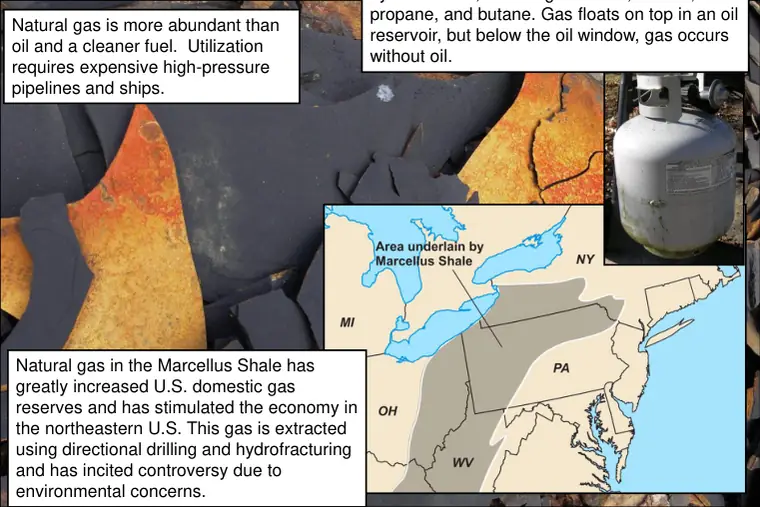 Natural gas is more abundant than
oil and a cleaner fuel.  Utilization
requires expensive high-pressure
pipelines and ships.
propane, and butane. Gas floats on top in an oil
reservoir, but below the oil window, gas occurs
without oil.
Area underlain by
Marcellus Shale
NY
MI
PA
OH
WV
Natural gas in the Marcellus Shale has
greatly increased U.S. domestic gas
reserves and has stimulated the economy in
the northeastern U.S. This gas is extracted
using directional drilling and hydrofracturing
and has incited controversy due to
environmental concerns.